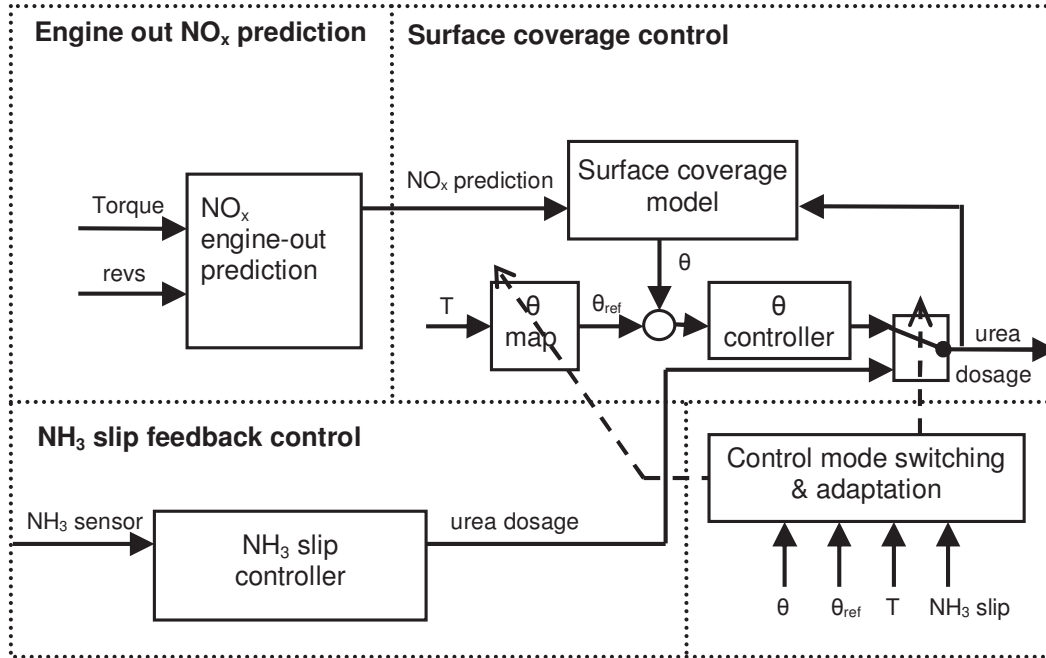 Engine out NOx prediction
Surface coverage control
Torque
revs
NOx
engine-out
prediction
NOx prediction
Surface coverage
model
θ
T
θ
map
θref
θ
controller
urea
dosage
NH3 slip feedback control
NH3 sensor
NH3 slip
controller
urea dosage
Control mode switching
& adaptation
θ
θref
T
NH3 slip